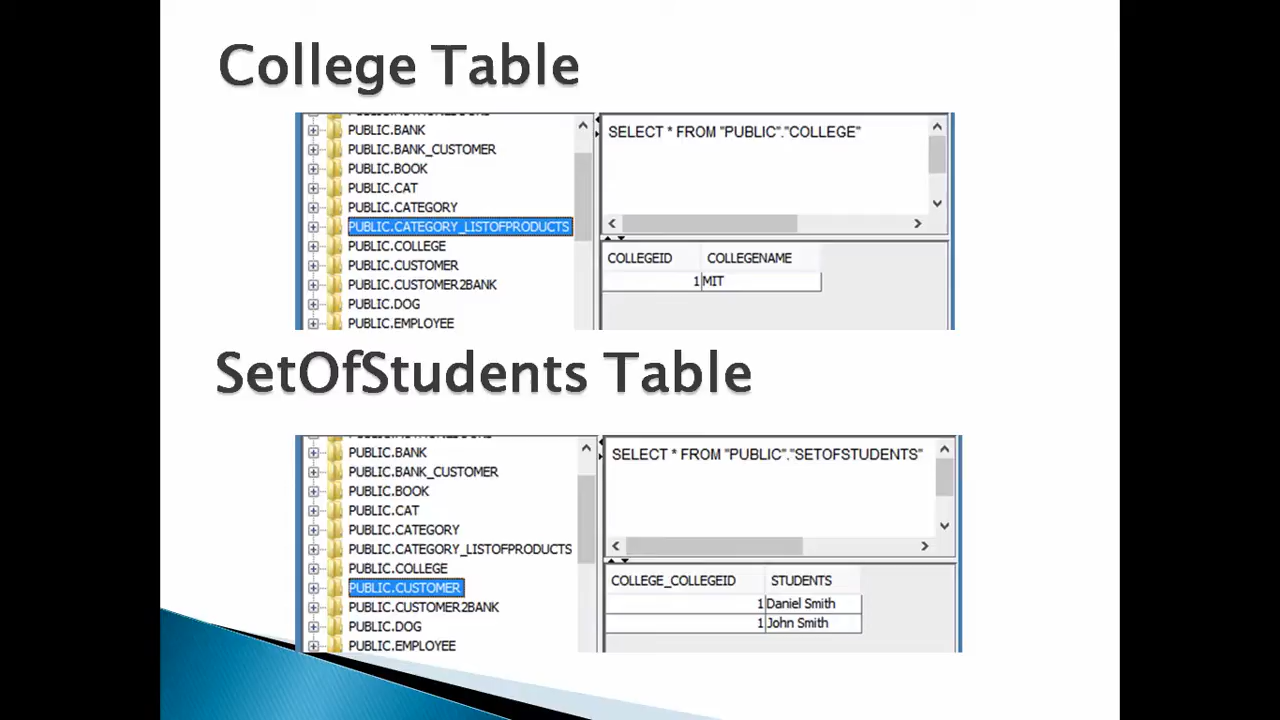 College Table
PUBLIC.BANK
PUBLIC.BANK_CUSTOMER
PUBLIC.BOOK
PUBLIC.CAT
PUBLIC.CATEGORY
PUBLIC.CATEGORY_LISTOFPRODUCTS
PUBLIC.COLLEGE
PUBLIC.CUSTOMER
PUBLIC.CUSTOMER2BANK
PUBLIC.DOG
PUBLIC.EMPLOYEE
SELECT * FROM "PUBLIC"."COLLEGE"
COLLEGEID COLLEGENAME
1 MIT
SetOfStudents Table
PUBLIC.BANK
PUBLIC.BANK_CUSTOMER
PUBLIC.BOOK
PUBLIC.CAT
PUBLIC.CATEGORY
PUBLIC.CATEGORY_LISTOFPRODUCTS
PUBLIC.COLLEGE
PUBLIC.CUSTOMER
PUBLIC.CUSTOMER2BANK
PUBLIC.DOG
PUBLIC.EMPLOYEE
SELECT * FROM "PUBLIC"."SETOFSTUDENTS"
COLLEGE_COLLEGEID STUDENTS
1 Daniel Smith
1 John Smith